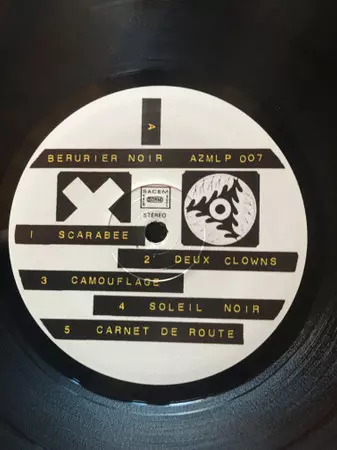 A
BERURIER NOIR AZMLP 007
SACEM
STÉRÉO
1 SCARABEE
2 DEUX CLOWNS
3 CAMOUFLAGE
4 SOLEIL NOIR
5 CARNET DE ROUTE